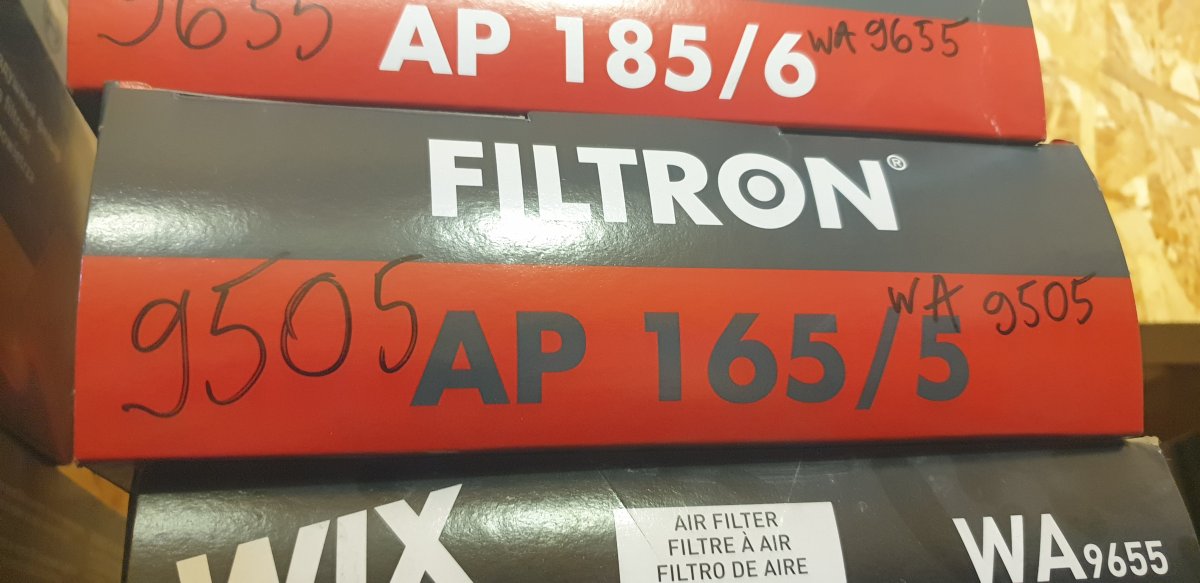 9655 AP 185/6 WA 9655
FILTRON®
9505 AP 165/5 WA 9505
WIX
AIR FILTER
FILTRE À AIR
FILTRO DE AIRE
WA9655